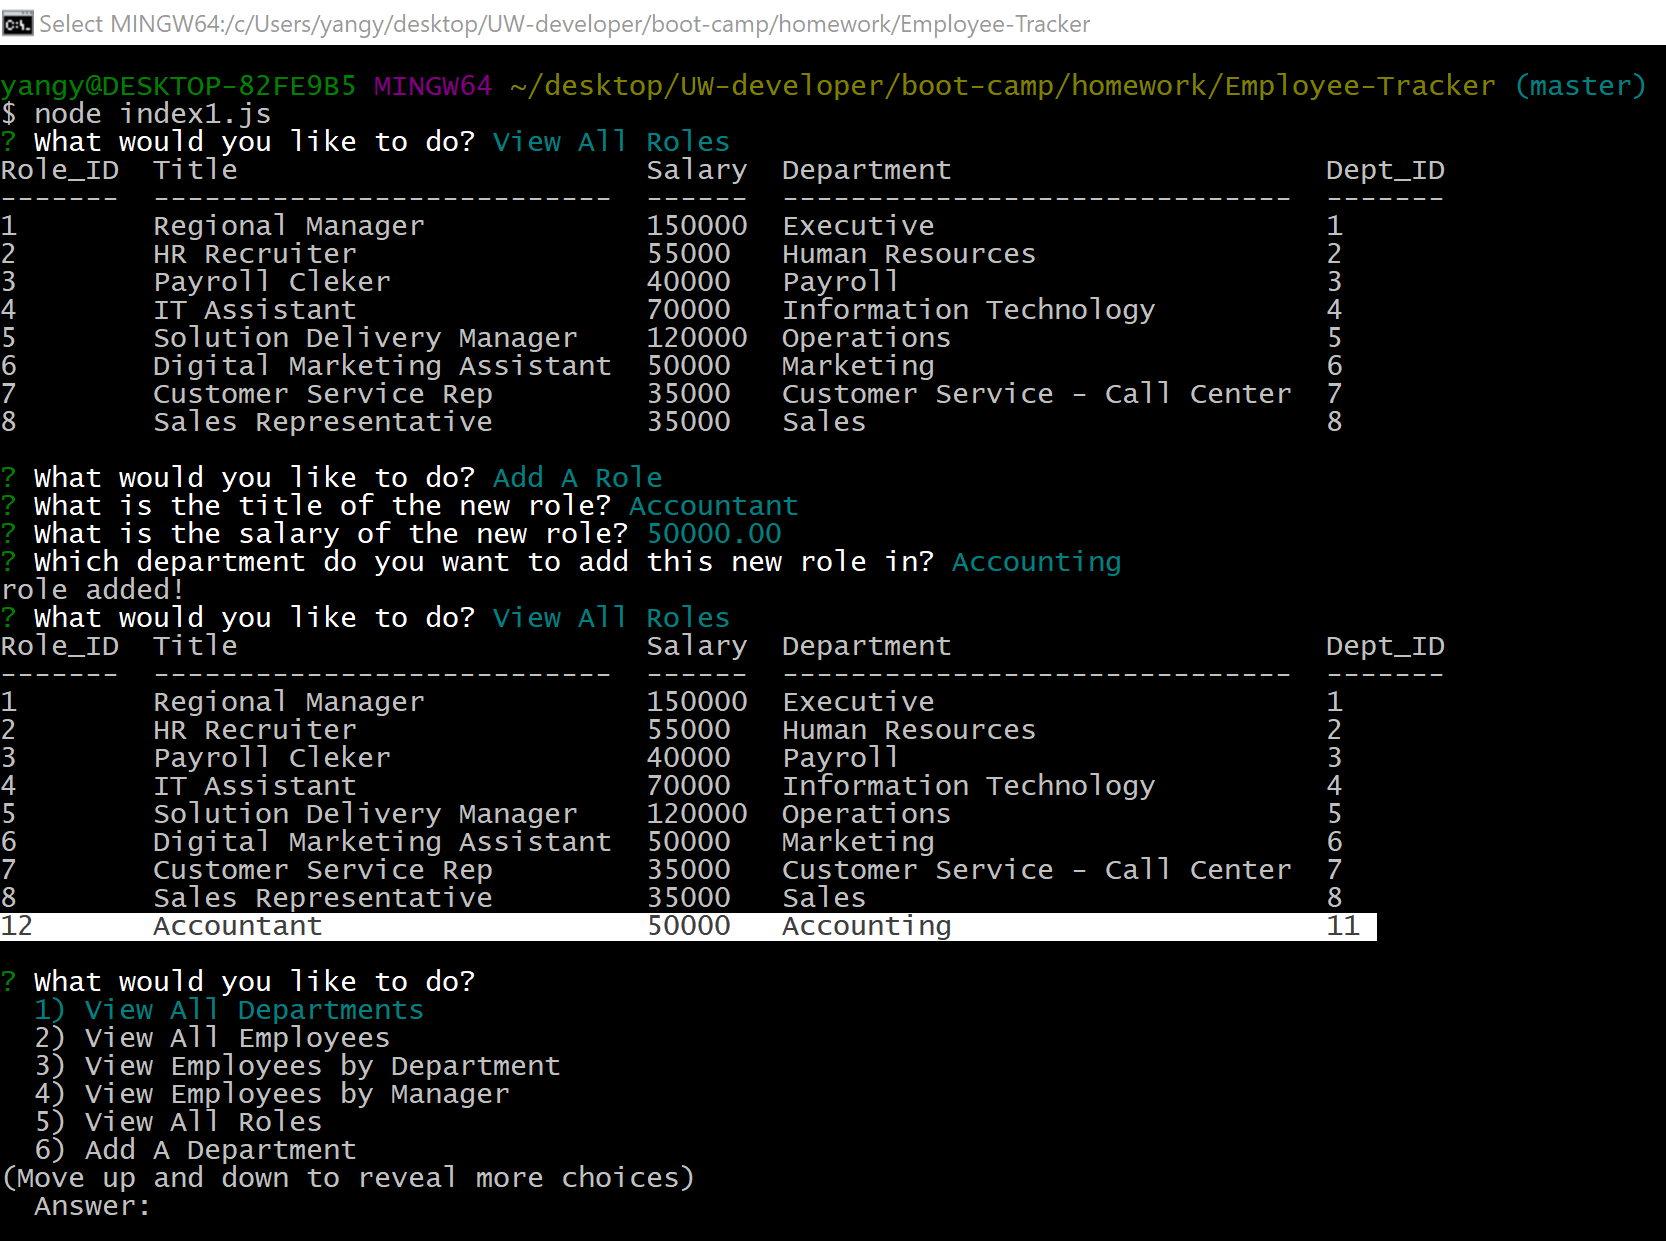 Select MINGW64:/c/Users/yangy/desktop/UW-developer/boot-camp/homework/Employee-Tracker
yangy@DESKTOP-82FE9B5 MINGW64 ~/desktop/UW-developer/boot-camp/homework/Employee-Tracker (master)
$ node index1.js
? What would you like to do? View All Roles
Role_ID  Title                        Salary  Department                      Dept_ID
-------  ---------------------------  ------  ------------------------------  -------
1        Regional Manager             150000  Executive                       1
2        HR Recruiter                 55000   Human Resources                 2
3        Payroll Cleker               40000   Payroll                         3
4        IT Assistant                 70000   Information Technology          4
5        Solution Delivery Manager    120000  Operations                      5
6        Digital Marketing Assistant  50000   Marketing                       6
7        Customer Service Rep         35000   Customer Service - Call Center  7
8        Sales Representative         35000   Sales                           8
? What would you like to do? Add A Role
? What is the title of the new role? Accountant
? What is the salary of the new role? 50000.00
? Which department do you want to add this new role in? Accounting
role added!
? What would you like to do? View All Roles
Role_ID  Title                        Salary  Department                      Dept_ID
-------  ---------------------------  ------  ------------------------------  -------
1        Regional Manager             150000  Executive                       1
2        HR Recruiter                 55000   Human Resources                 2
3        Payroll Cleker               40000   Payroll                         3
4        IT Assistant                 70000   Information Technology          4
5        Solution Delivery Manager    120000  Operations                      5
6        Digital Marketing Assistant  50000   Marketing                       6
7        Customer Service Rep         35000   Customer Service - Call Center  7
8        Sales Representative         35000   Sales                           8
12       Accountant                   50000   Accounting                      11
? What would you like to do?
  1) View All Departments
  2) View All Employees
  3) View Employees by Department
  4) View Employees by Manager
  5) View All Roles
  6) Add A Department
(Move up and down to reveal more choices)
  Answer: